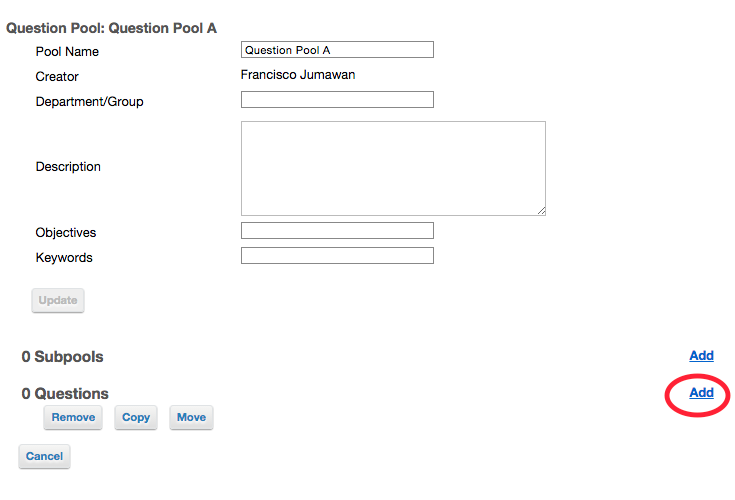 Question Pool: Question Pool A
Pool Name Question Pool A
Creator Francisco Jumawan
Department/Group
Description
Objectives
Keywords
Update
0 Subpools Add
0 Questions Add
Remove Copy Move
Cancel